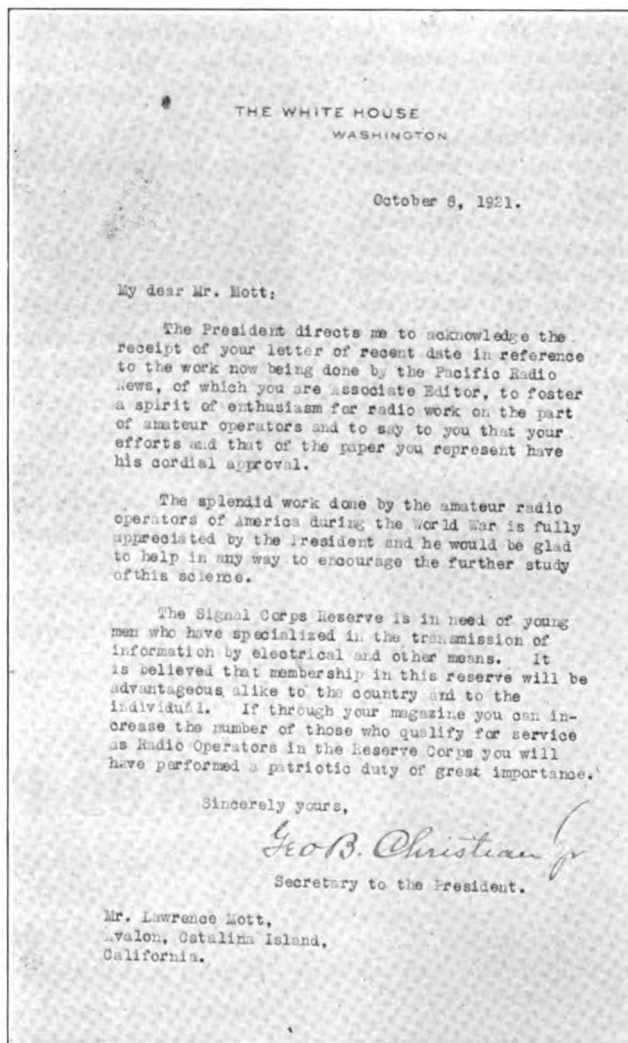 THE WHITE HOUSE
WASHINGTON
October 8, 1921.
My dear Mr. Mott:
The President directs me to acknowledge the
receipt of your letter of recent date in reference
to the work now being done by the Pacific Radio
News, of which you are Associate Editor, to foster
a spirit of enthusiasm for radio work on the part
of amateur operators and to say to you that your
efforts and that of the paper you represent have
his cordial approval.
The splendid work done by the amateur radio
operators of America during the World War is fully
appreciated by the President and he would be glad
to help in any way to encourage the further study
of this science.
The Signal Corps Reserve is in need of young
men who have specialized in the transmission of
information by electrical and other means. It
is believed that membership in this reserve will be
advantageous alike to the country and to the
individual. If through your magazine you can in-
crease the number of those who qualify for service
as Radio Operators in the Reserve Corps you will
have performed a patriotic duty of great importance.
Sincerely yours,
Geo B. Christian Jr
Secretary to the President.
Mr. Lawrence Mott,
Avalon, Catalina Island,
California.